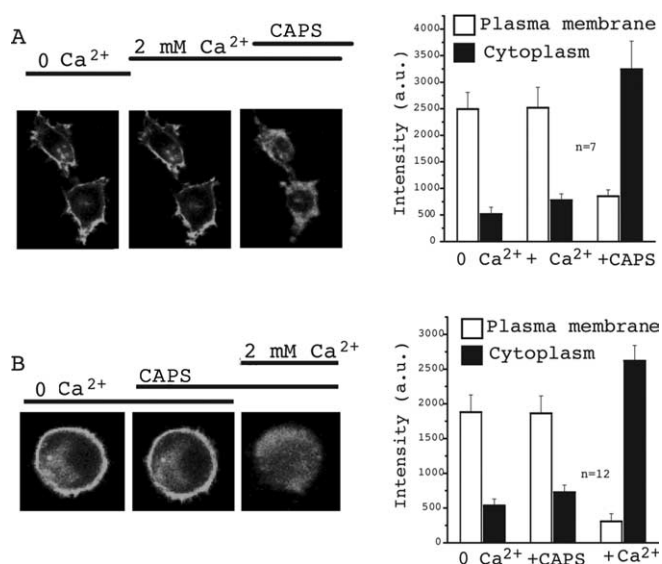 A
CAPS
2 mM Ca2+
0 Ca2+
Plasma membrane
Cytoplasm
Intensity (a.u.)
4000
3500
3000
2500
2000
1500
1000
500
0
n=7
0 Ca2+ + Ca2+ +CAPS
B
2 mM Ca2+
CAPS
0 Ca2+
Plasma membrane
Cytoplasm
Intensity (a.u.)
2500
2000
1500
1000
500
0
n=12
0 Ca2+ +CAPS +Ca2+